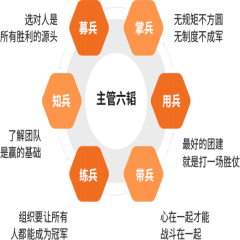 选对人是
所有胜利的源头
募兵
掌兵
无规矩不方圆
无制度不成军
知兵
主管六韬
用兵
了解团队
是赢的基础
最好的团建
就是打一场胜仗
练兵
带兵
组织要让所有
人都能成为冠军
心在一起才能
战斗在一起